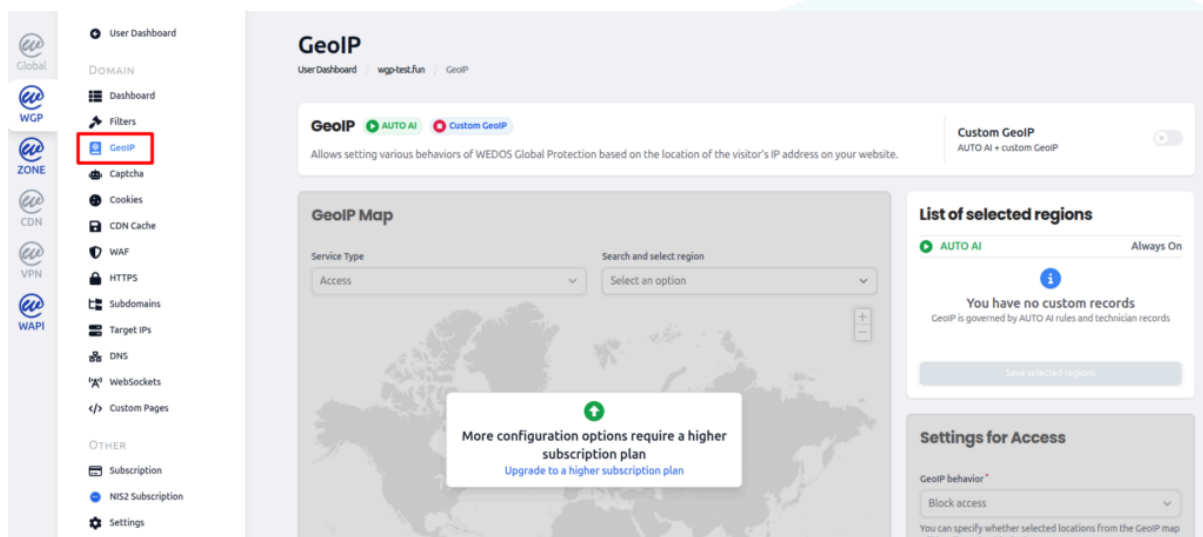 Global
WGP
ZONE
CDN
VPN
WAPI
User Dashboard
DOMAIN
Dashboard
Filters
GeoIP
Captcha
Cookies
CDN Cache
WAF
HTTPS
Subdomains
Target IPs
DNS
WebSockets
Custom Pages
OTHER
Subscription
NIS2 Subscription
Settings
GeoIP
User Dashboard / wgp-test.fun / GeoIP
GeoIP AUTO AI Custom GeoIP
Allows setting various behaviors of WEDOS Global Protection based on the location of the visitor's IP address on your website.
Custom GeoIP
AUTO AI + custom GeoIP
GeoIP Map
Service Type
Access
Search and select region
Select an option
+
−
More configuration options require a higher
subscription plan
Upgrade to a higher subscription plan
List of selected regions
AUTO AI Always On
You have no custom records
GeoIP is governed by AUTO AI rules and technician records
Save selected regions
Settings for Access
GeoIP behavior*
Block access
You can specify whether selected locations from the GeoIP map